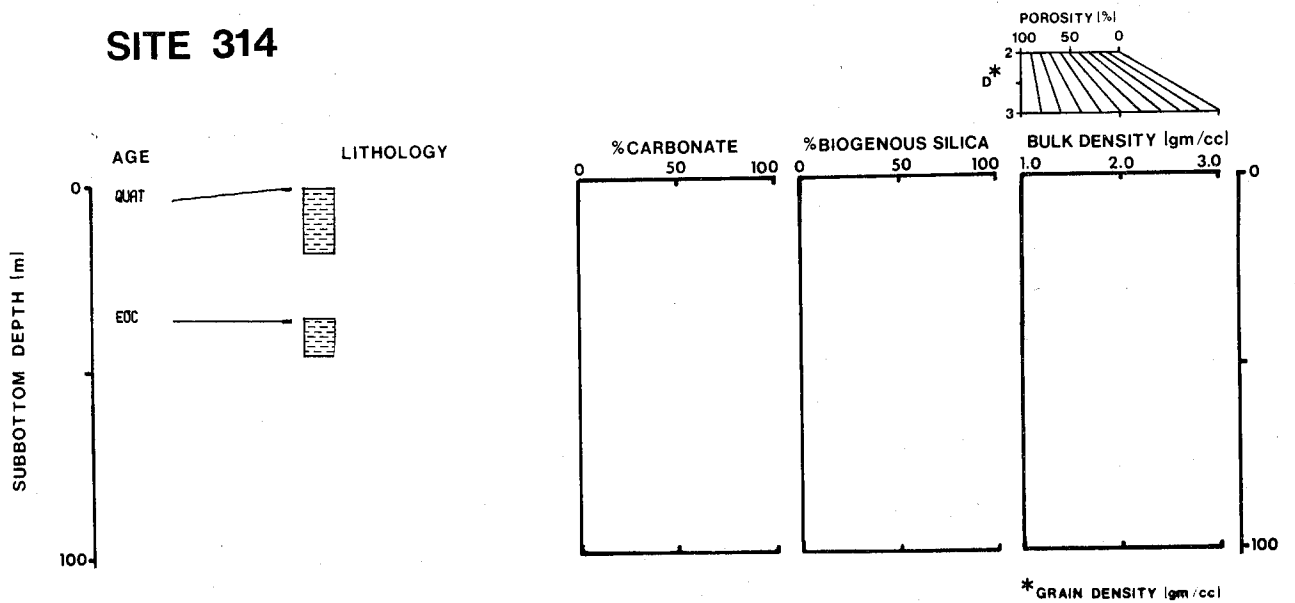 SITE 314
POROSITY [%]
100 50 0
2
D*
3
AGE
LITHOLOGY
%CARBONATE
%BIOGENOUS SILICA
BULK DENSITY [gm/cc]
0 50 100
0 50 100
1.0 2.0 3.0
0
0
QUAT
EOC
SUBBOTTOM DEPTH [m]
100
100
*GRAIN DENSITY [gm/cc]